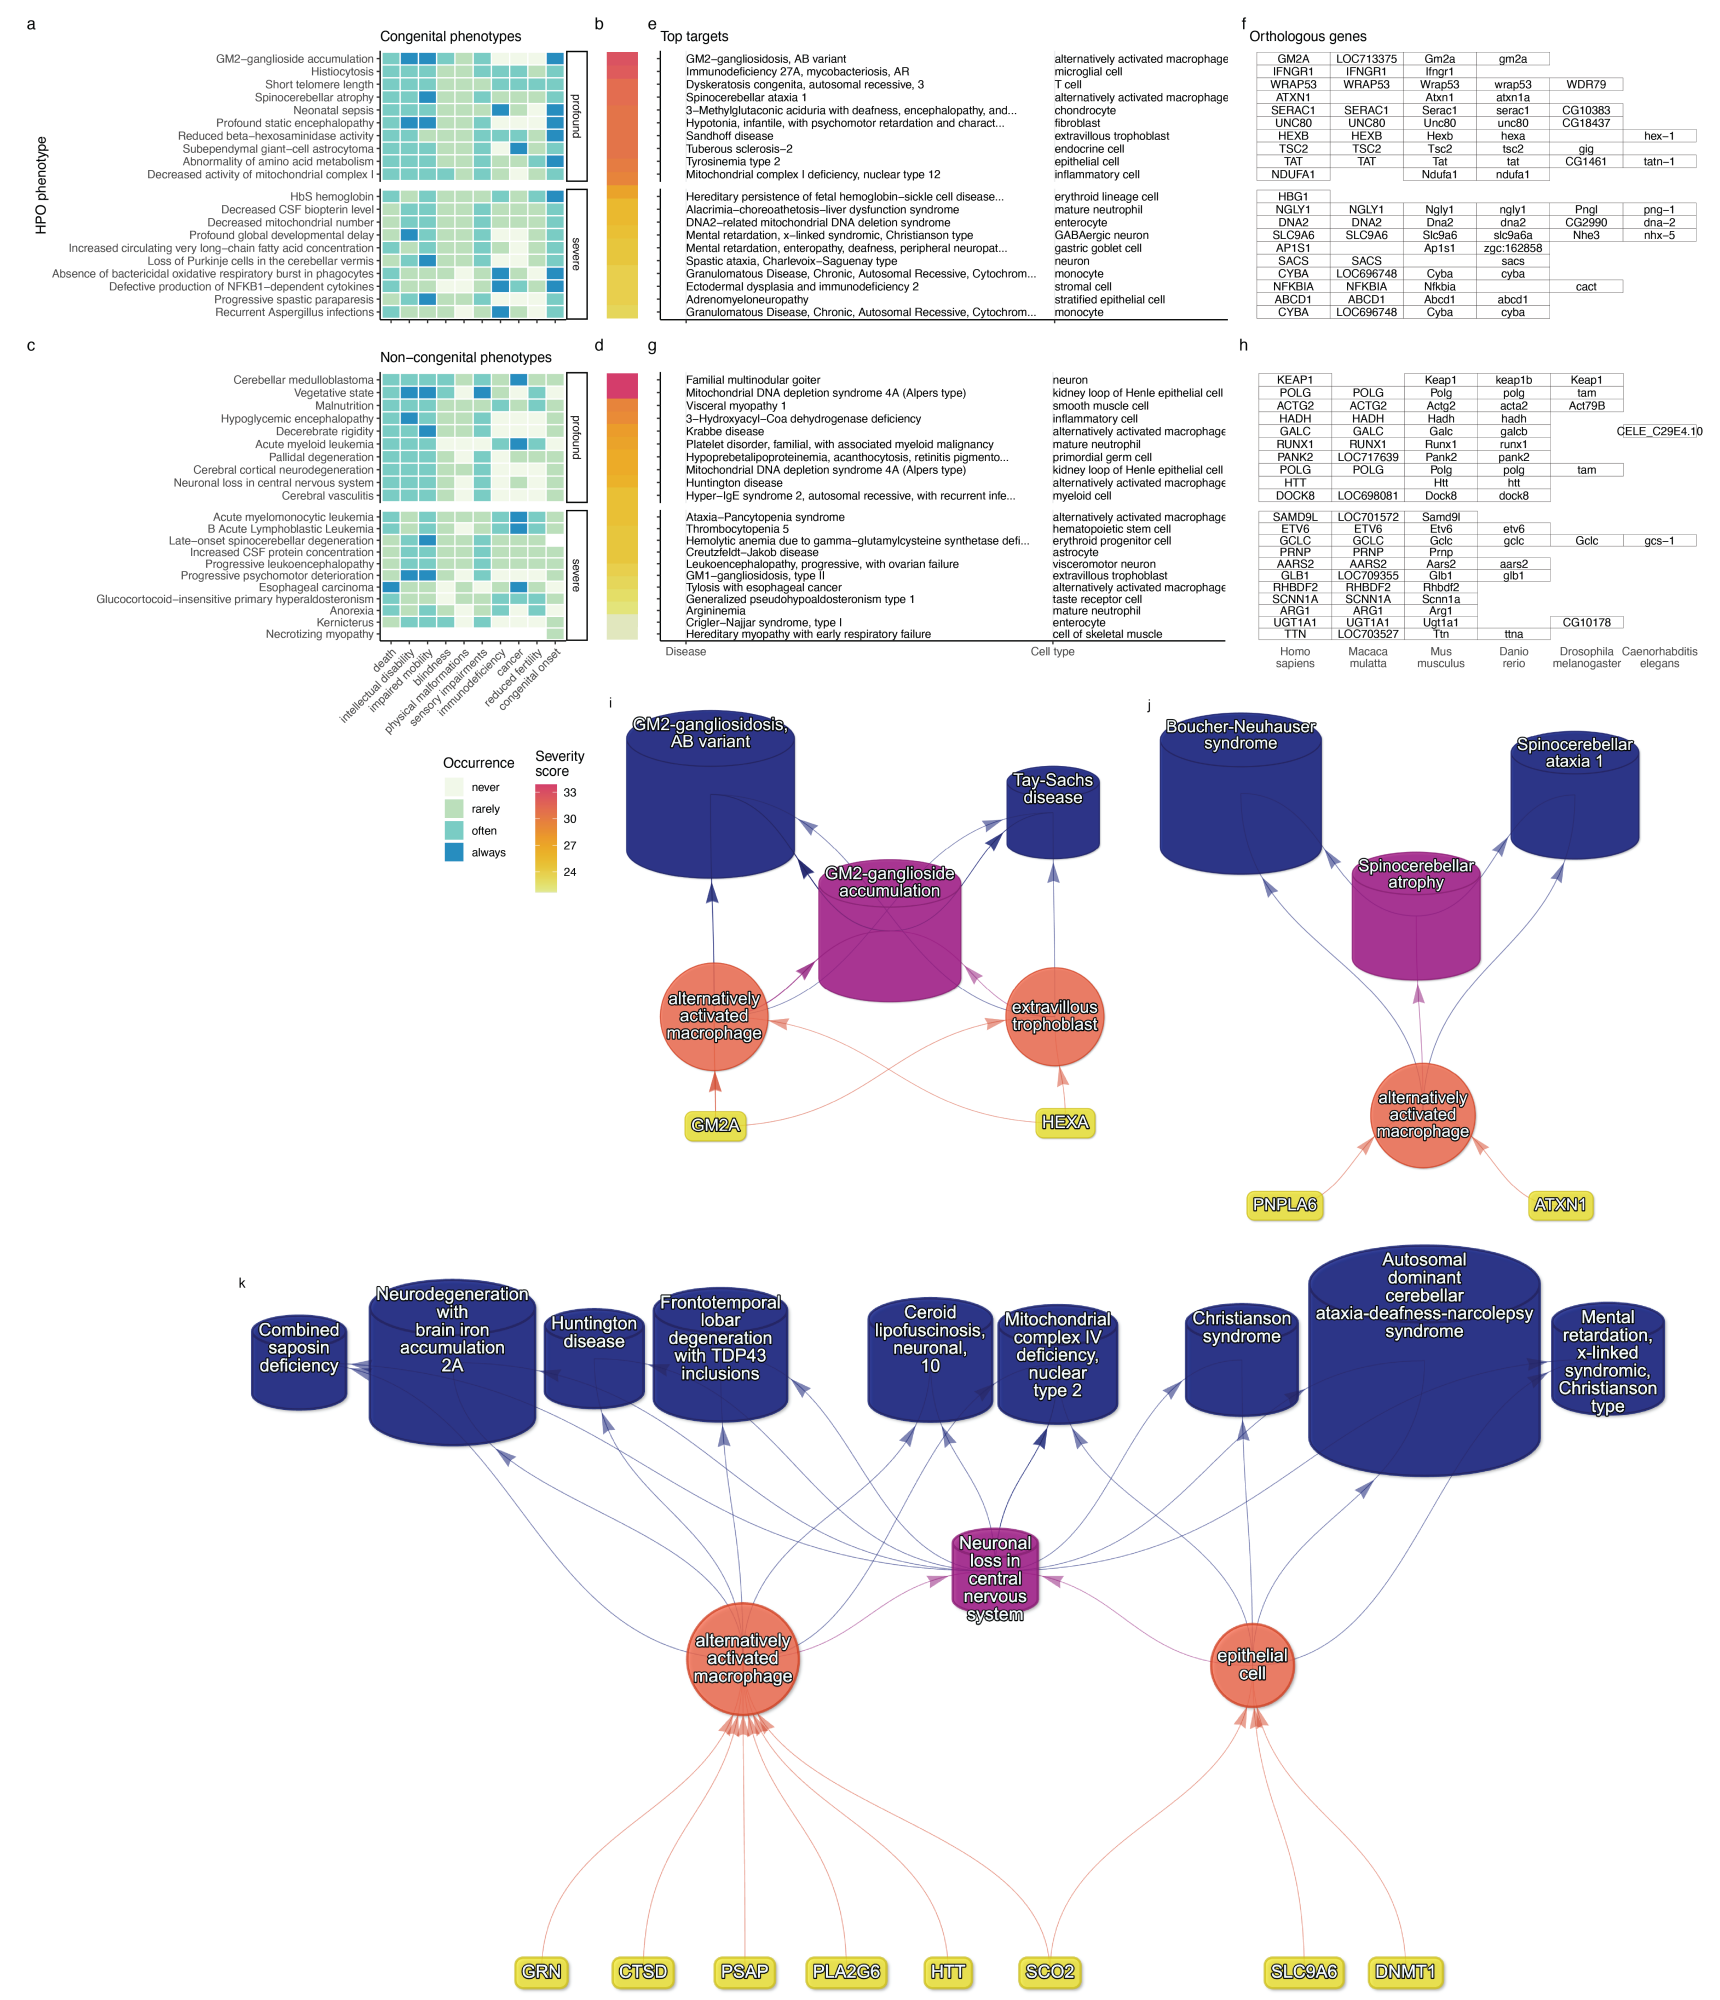 a
b
e
f
Congenital phenotypes
Top targets
Orthologous genes
HPO phenotype
GM2−ganglioside accumulation GM2−gangliosidosis, AB variant alternatively activated macrophage GM2A LOC713375 Gm2a gm2a
Histiocytosis Immunodeficiency 27A, mycobacteriosis, AR microglial cell IFNGR1 IFNGR1 Ifngr1
Short telomere length Dyskeratosis congenita, autosomal recessive, 3 T cell WRAP53 WRAP53 Wrap53 wrap53 WDR79
Spinocerebellar atrophy Spinocerebellar ataxia 1 alternatively activated macrophage ATXN1 Atxn1 atxn1a
Neonatal sepsis 3−Methylglutaconic aciduria with deafness, encephalopathy, and... chondrocyte SERAC1 SERAC1 Serac1 serac1 CG10383
Profound static encephalopathy Hypotonia, infantile, with psychomotor retardation and charact... fibroblast UNC80 UNC80 Unc80 unc80 CG18437
Reduced beta−hexosaminidase activity Sandhoff disease extravillous trophoblast HEXB HEXB Hexb hexa hex−1
Subependymal giant−cell astrocytoma Tuberous sclerosis−2 endocrine cell TSC2 TSC2 Tsc2 tsc2 gig
Abnormality of amino acid metabolism Tyrosinemia type 2 epithelial cell TAT TAT Tat tat CG1461 tatn−1
Decreased activity of mitochondrial complex I Mitochondrial complex I deficiency, nuclear type 12 inflammatory cell NDUFA1 Ndufa1 ndufa1
profound
HbS hemoglobin Hereditary persistence of fetal hemoglobin−sickle cell disease... erythroid lineage cell HBG1
Decreased CSF biopterin level Alacrimia−choreoathetosis−liver dysfunction syndrome mature neutrophil NGLY1 NGLY1 Ngly1 ngly1 Pngl png−1
Decreased mitochondrial number DNA2−related mitochondrial DNA deletion syndrome enterocyte DNA2 DNA2 Dna2 dna2 CG2990 dna−2
Profound global developmental delay Mental retardation, x−linked syndromic, Christianson type GABAergic neuron SLC9A6 SLC9A6 Slc9a6 slc9a6a Nhe3 nhx−5
Increased circulating very long−chain fatty acid concentration Mental retardation, enteropathy, deafness, peripheral neuropat... gastric goblet cell AP1S1 Ap1s1 zgc:162858
Loss of Purkinje cells in the cerebellar vermis Spastic ataxia, Charlevoix−Saguenay type neuron SACS SACS sacs
Absence of bactericidal oxidative respiratory burst in phagocytes Granulomatous Disease, Chronic, Autosomal Recessive, Cytochrom... monocyte CYBA LOC696748 Cyba cyba
Defective production of NFKB1−dependent cytokines Ectodermal dysplasia and immunodeficiency 2 stromal cell NFKBIA NFKBIA Nfkbia cact
Progressive spastic paraparesis Adrenomyeloneuropathy stratified epithelial cell ABCD1 ABCD1 Abcd1 abcd1
Recurrent Aspergillus infections Granulomatous Disease, Chronic, Autosomal Recessive, Cytochrom... monocyte CYBA LOC696748 Cyba cyba
severe
c
d
g
h
Non−congenital phenotypes
Cerebellar medulloblastoma Familial multinodular goiter neuron KEAP1 Keap1 keap1b Keap1
Vegetative state Mitochondrial DNA depletion syndrome 4A (Alpers type) kidney loop of Henle epithelial cell POLG POLG Polg polg tam
Malnutrition Visceral myopathy 1 smooth muscle cell ACTG2 ACTG2 Actg2 acta2 Act79B
Hypoglycemic encephalopathy 3−Hydroxyacyl−Coa dehydrogenase deficiency inflammatory cell HADH HADH Hadh hadh
Decerebrate rigidity Krabbe disease alternatively activated macrophage GALC GALC Galc galcb CELE_C29E4.10
Acute myeloid leukemia Platelet disorder, familial, with associated myeloid malignancy mature neutrophil RUNX1 RUNX1 Runx1 runx1
Pallidal degeneration Hypoprebetalipoproteinemia, acanthocytosis, retinitis pigmento... primordial germ cell PANK2 LOC717639 Pank2 pank2
Cerebral cortical neurodegeneration Mitochondrial DNA depletion syndrome 4A (Alpers type) kidney loop of Henle epithelial cell POLG POLG Polg polg tam
Neuronal loss in central nervous system Huntington disease alternatively activated macrophage HTT Htt htt
Cerebral vasculitis Hyper−IgE syndrome 2, autosomal recessive, with recurrent infe... myeloid cell DOCK8 LOC698081 Dock8 dock8
profound
Acute myelomonocytic leukemia Ataxia−Pancytopenia syndrome alternatively activated macrophage SAMD9L LOC701572 Samd9l
B Acute Lymphoblastic Leukemia Thrombocytopenia 5 hematopoietic stem cell ETV6 ETV6 Etv6 etv6
Late−onset spinocerebellar degeneration Hemolytic anemia due to gamma−glutamylcysteine synthetase defi... erythroid progenitor cell GCLC GCLC Gclc gclc Gclc gcs−1
Increased CSF protein concentration Creutzfeldt−Jakob disease astrocyte PRNP PRNP Prnp
Progressive leukoencephalopathy Leukoencephalopathy, progressive, with ovarian failure visceromotor neuron AARS2 AARS2 Aars2 aars2
Progressive psychomotor deterioration GM1−gangliosidosis, type II extravillous trophoblast GLB1 LOC709355 Glb1 glb1
Esophageal carcinoma Tylosis with esophageal cancer alternatively activated macrophage RHBDF2 RHBDF2 Rhbdf2
Glucocortocoid−insensitive primary hyperaldosteronism Generalized pseudohypoaldosteronism type 1 taste receptor cell SCNN1A SCNN1A Scnn1a
Anorexia Argininemia mature neutrophil ARG1 ARG1 Arg1
Kernicterus Crigler−Najjar syndrome, type I enterocyte UGT1A1 UGT1A1 Ugt1a1 CG10178
Necrotizing myopathy Hereditary myopathy with early respiratory failure cell of skeletal muscle TTN LOC703527 Ttn ttna
severe
death
intellectual disability
impaired mobility
blindness
physical malformations
sensory impairments
immunodeficiency
cancer
reduced fertility
congenital onset
Disease
Cell type
Homo sapiens
Macaca mulatta
Mus musculus
Danio rerio
Drosophila melanogaster
Caenorhabditis elegans
Occurrence
never
rarely
often
always
Severity
score
33
30
27
24
i
GM2-gangliosidosis,
AB variant
Tay-Sachs
disease
GM2-ganglioside
accumulation
alternatively
activated
macrophage
extravillous
trophoblast
GM2A
HEXA
j
Boucher-Neuhauser
syndrome
Spinocerebellar
ataxia 1
Spinocerebellar
atrophy
alternatively
activated
macrophage
PNPLA6
ATXN1
k
Combined
saposin
deficiency
Neurodegeneration
with
brain iron
accumulation
2A
Huntington
disease
Frontotemporal
lobar
degeneration
with TDP43
inclusions
Ceroid
lipofuscinosis,
neuronal,
10
Mitochondrial
complex IV
deficiency,
nuclear
type 2
Christianson
syndrome
Autosomal
dominant
cerebellar
ataxia-deafness-narcolepsy
syndrome
Mental
retardation,
x-linked
syndromic,
Christianson
type
Neuronal
loss in
central
nervous
system
alternatively
activated
macrophage
epithelial
cell
GRN
CTSD
PSAP
PLA2G6
HTT
SCO2
SLC9A6
DNMT1